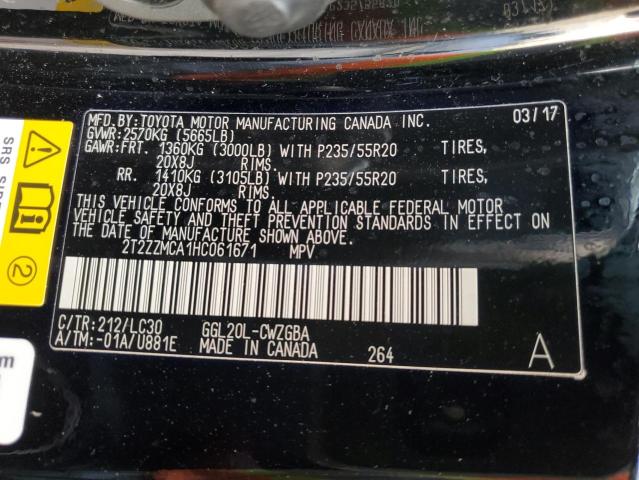 MFD.BY:TOYOTA MOTOR MANUFACTURING CANADA INC. 03/17
GVWR:2570KG (5665LB)
GAWR:FRT. 1360KG (3000LB) WITH P235/55R20 TIRES,
20X8J RIMS
RR. 1410KG (3105LB) WITH P235/55R20 TIRES,
20X8J RIMS
THIS VEHICLE CONFORMS TO ALL APPLICABLE FEDERAL MOTOR
VEHICLE SAFETY AND THEFT PREVENTION STANDARDS IN EFFECT ON
THE DATE OF MANUFACTURE SHOWN ABOVE.
2T2ZZMCA1HC061671 MPV
C/TR:212/LC30 GGL20L-CWZGBA
A/TM:-01A/U881E MADE IN CANADA 264 A
SRS
2